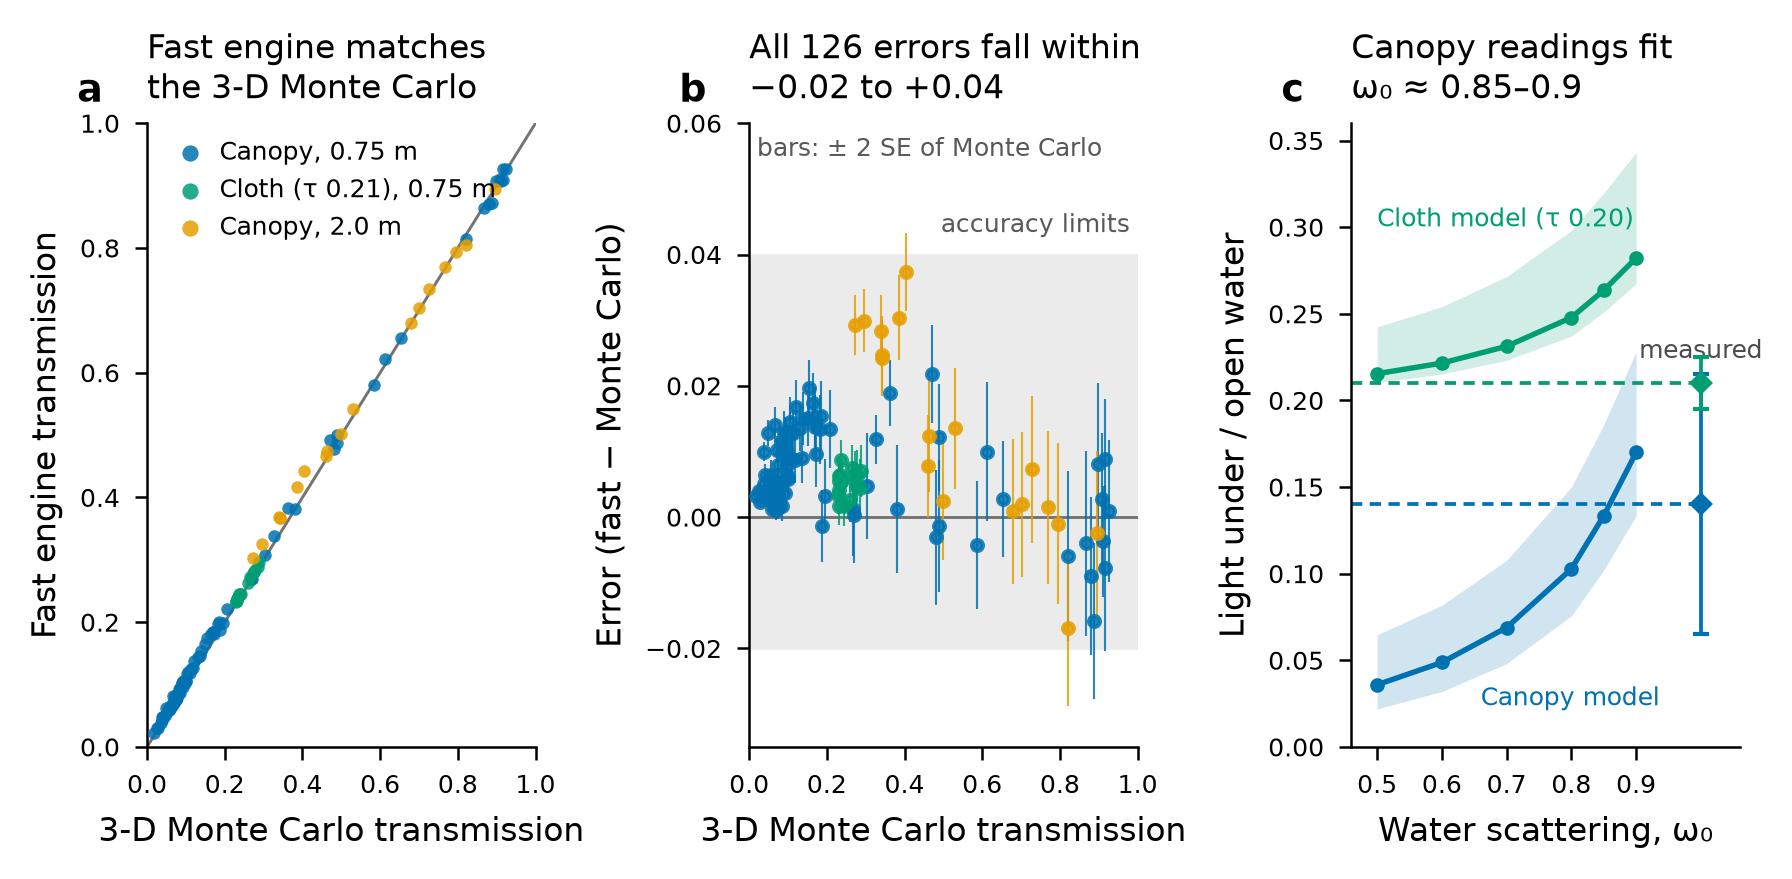 a
Fast engine matches
the 3-D Monte Carlo
Fast engine transmission
1.0
0.8
0.6
0.4
0.2
0.0
Canopy, 0.75 m
Cloth (τ 0.21), 0.75 m
Canopy, 2.0 m
0.0 0.2 0.4 0.6 0.8 1.0
3-D Monte Carlo transmission
b
All 126 errors fall within
−0.02 to +0.04
Error (fast − Monte Carlo)
0.06
0.04
0.02
0.00
−0.02
bars: ± 2 SE of Monte Carlo
accuracy limits
0.0 0.2 0.4 0.6 0.8 1.0
3-D Monte Carlo transmission
c
Canopy readings fit
ω₀ ≈ 0.85–0.9
Light under / open water
0.35
0.30
0.25
0.20
0.15
0.10
0.05
0.00
Cloth model (τ 0.20)
measured
Canopy model
0.5 0.6 0.7 0.8 0.9
Water scattering, ω₀